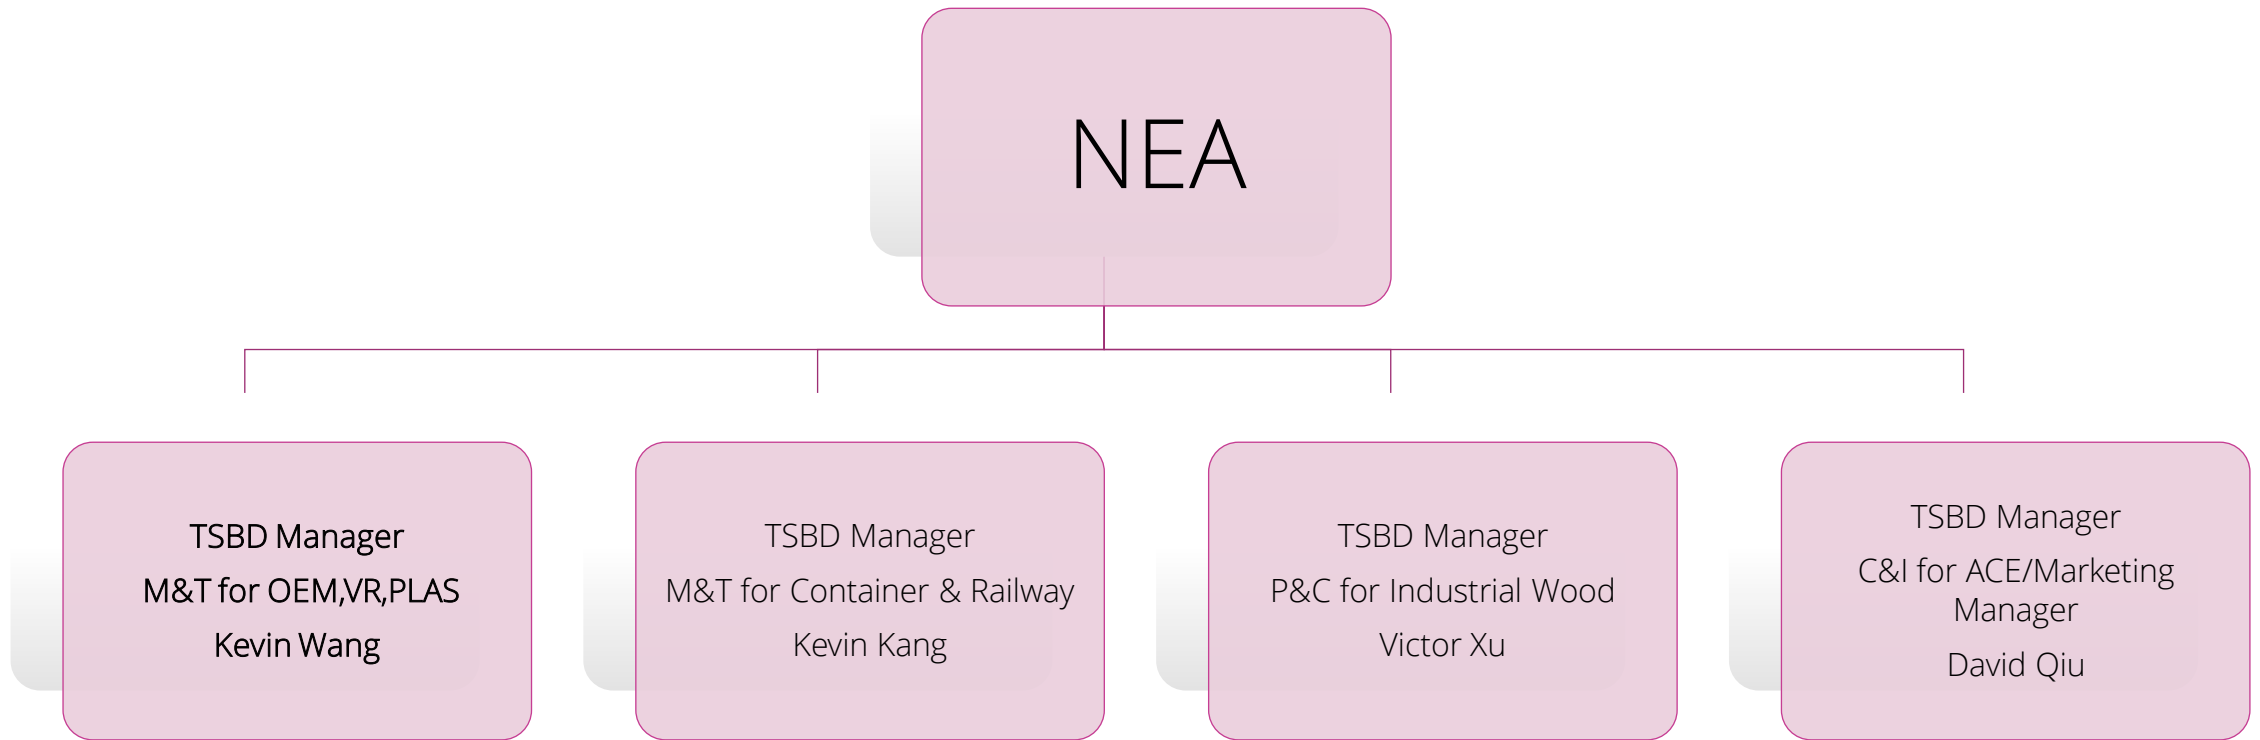 NEA
TSBD Manager
M&T for OEM,VR,PLAS
Kevin Wang
TSBD Manager
M&T for Container & Railway
Kevin Kang
TSBD Manager
P&C for Industrial Wood
Victor Xu
TSBD Manager
C&I for ACE/Marketing
Manager
David Qiu